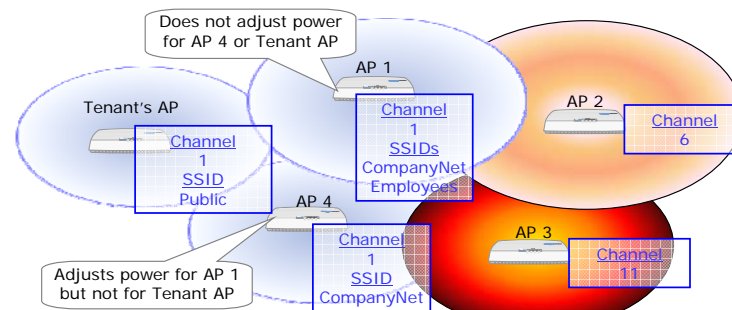 Does not adjust power
for AP 4 or Tenant AP
AP 1
Channel
1
SSIDs
CompanyNet
Employees
AP 2
Channel
6
Tenant's AP
Channel
1
SSID
Public
AP 4
Channel
1
SSID
CompanyNet
AP 3
Channel
11
Adjusts power for AP 1
but not for Tenant AP